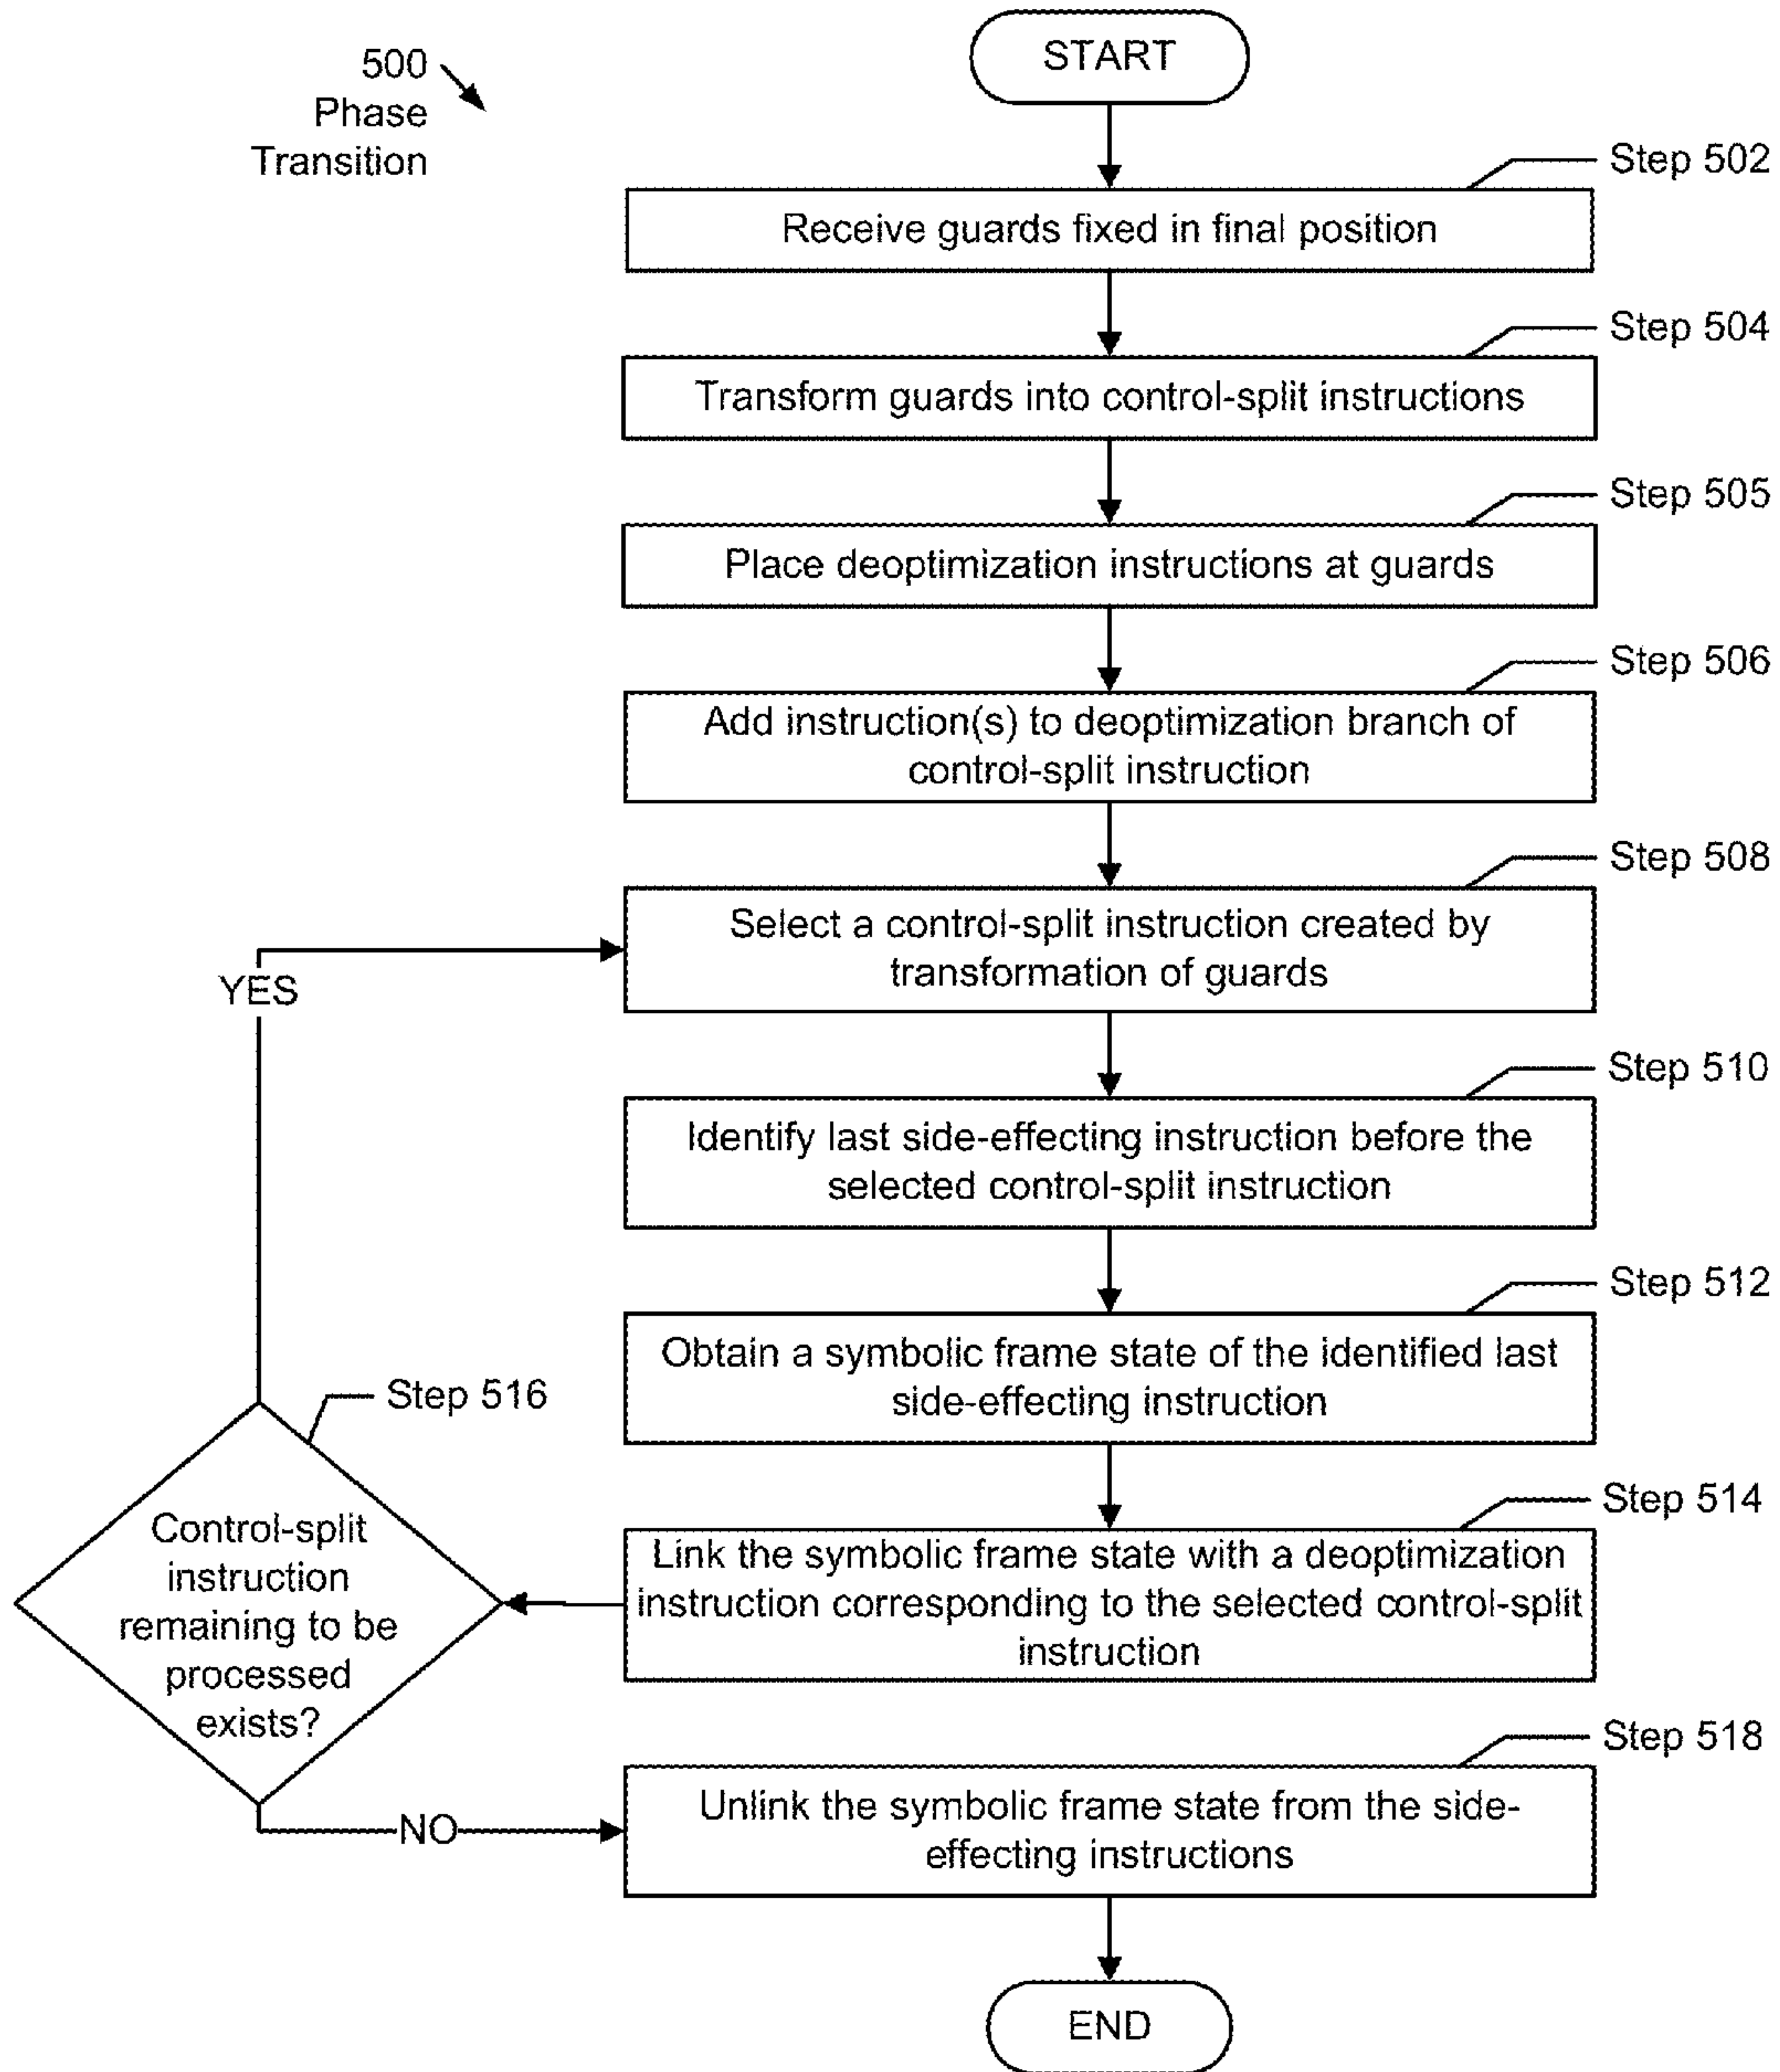 500
Phase
Transition
START
Step 502
Receive guards fixed in final position
Step 504
Transform guards into control-split instructions
Step 505
Place deoptimization instructions at guards
Step 506
Add instruction(s) to deoptimization branch of
control-split instruction
Step 508
Select a control-split instruction created by
transformation of guards
YES
Step 510
Identify last side-effecting instruction before the
selected control-split instruction
Step 512
Obtain a symbolic frame state of the identified last
side-effecting instruction
Step 516
Control-split
instruction
remaining to be
processed
exists?
Step 514
Link the symbolic frame state with a deoptimization
instruction corresponding to the selected control-split
instruction
NO
Step 518
Unlink the symbolic frame state from the side-
effecting instructions
END